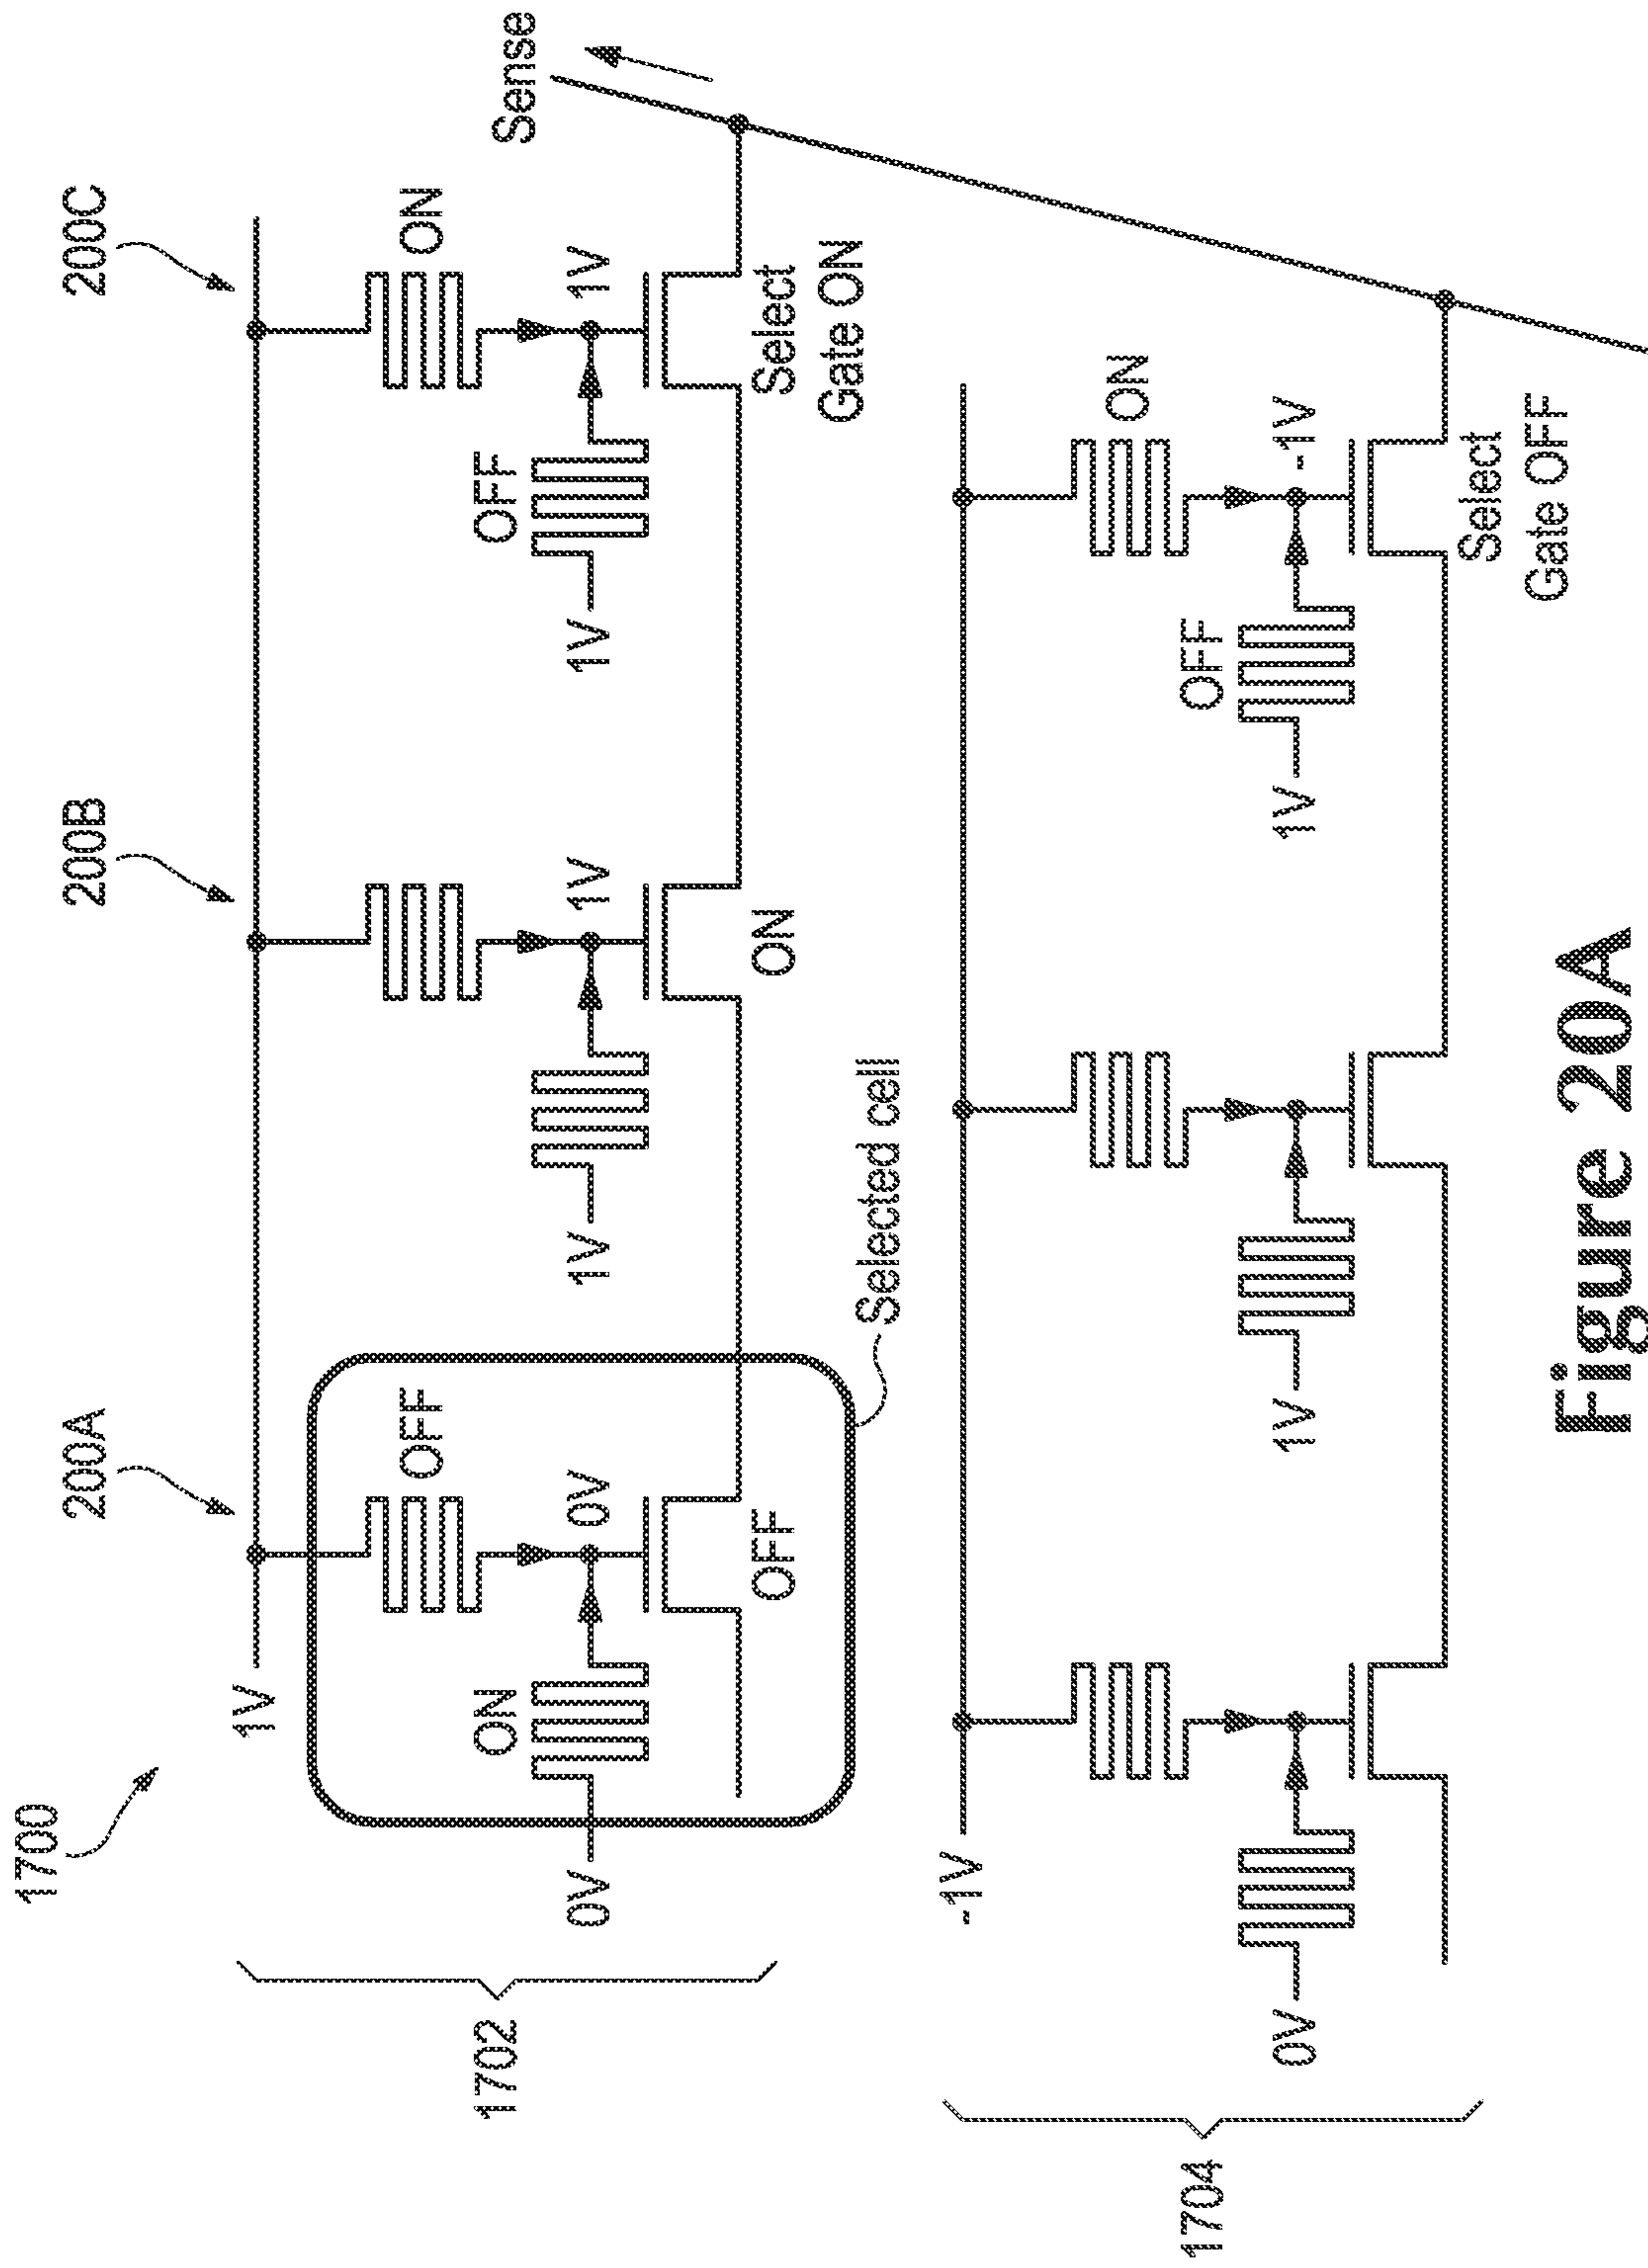 1700
200A
200B
200C
1V
OFF
ON
Sense
ON
OFF
0V
0V
1V
1V
1V
1V
OFF
ON
Select
Gate ON
1702
Selected cell
-1V
ON
OFF
0V
1V
1V
-1V
Select
Gate OFF
1704
Figure 20A